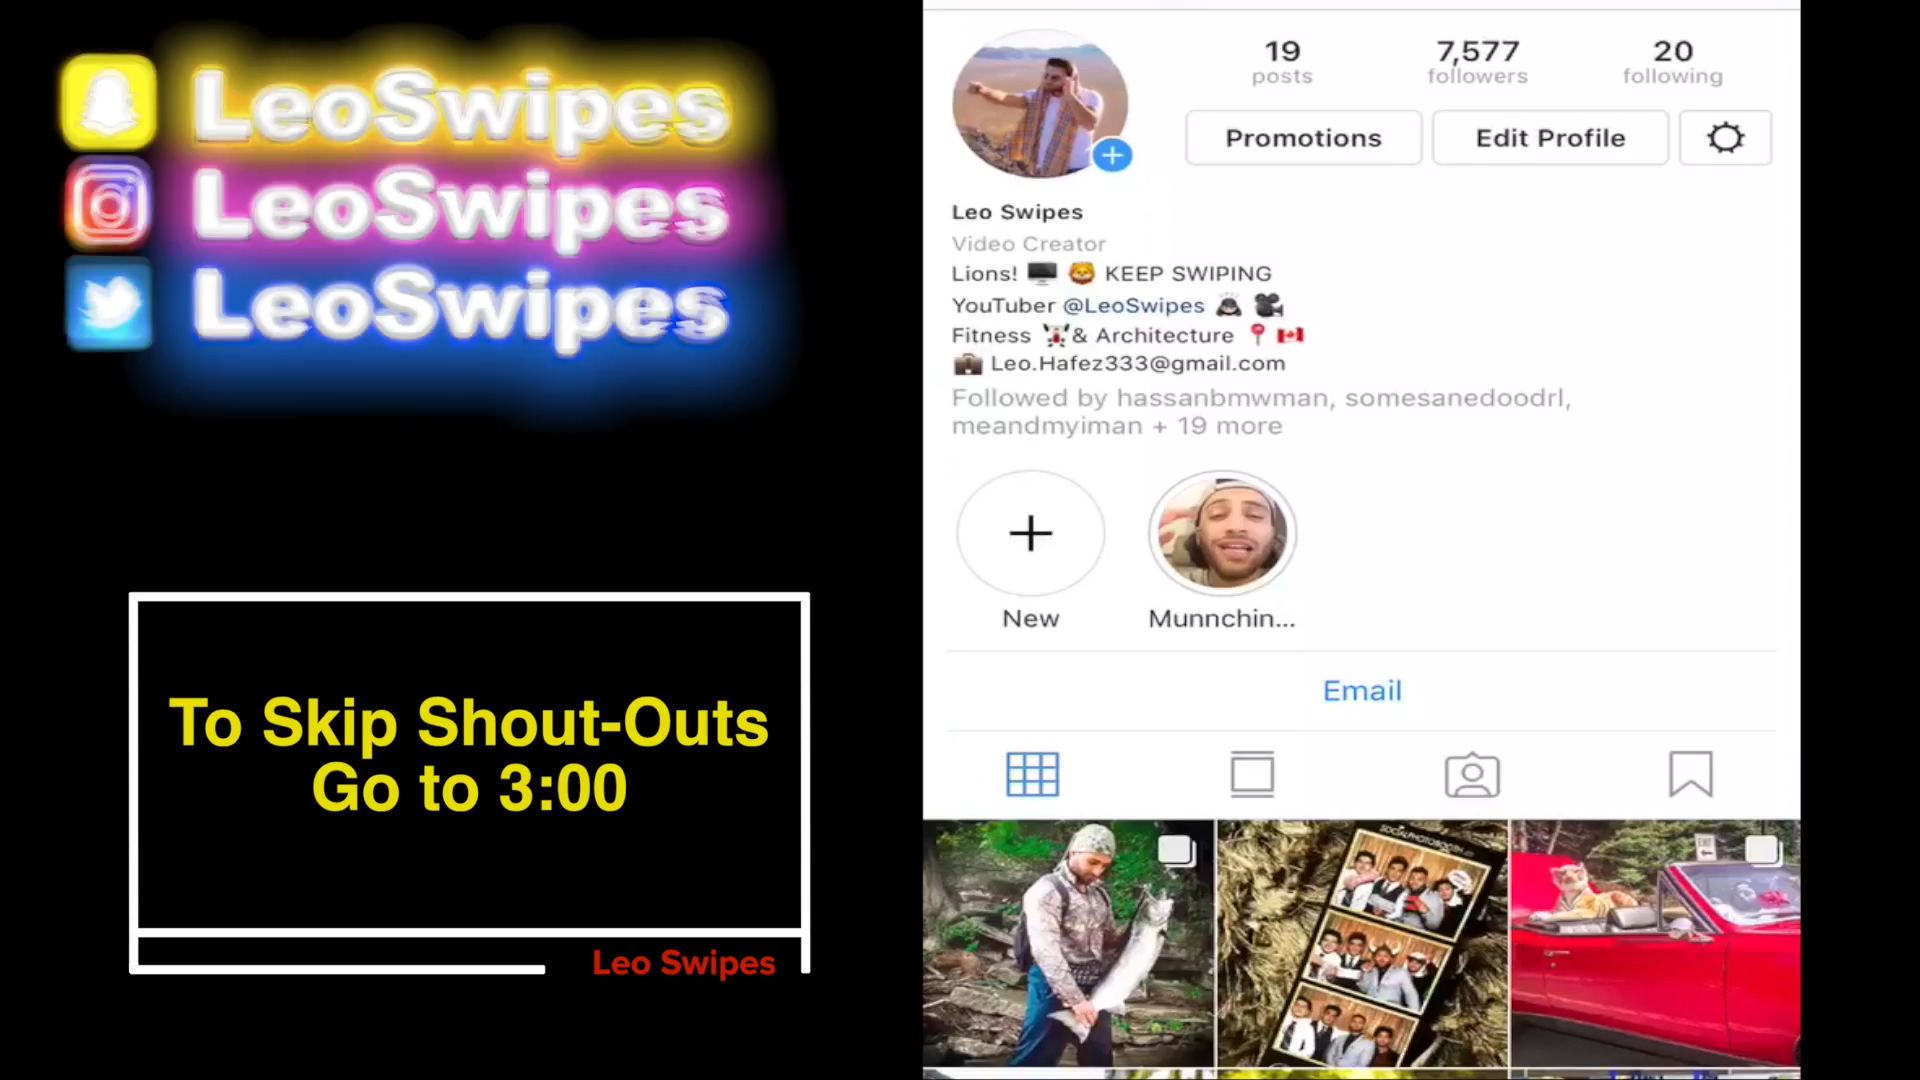 LeoSwipes
LeoSwipes
LeoSwipes
To Skip Shout-Outs
Go to 3:00
Leo Swipes
19
posts
7,577
followers
20
following
Promotions
Edit Profile
Leo Swipes
Video Creator
Lions! 🖥 🦁 KEEP SWIPING
YouTuber @LeoSwipes
Fitness & Architecture 📍 🇨🇦
💼 Leo.Hafez333@gmail.com
Followed by hassanbmwman, somesanedoodrl,
meandmyiman + 19 more
New
Munnchin...
Email
SOCIALPHOTOBOOTH